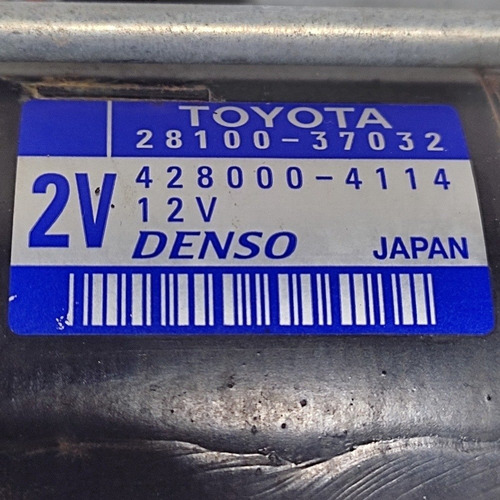 TOYOTA
28100-37032
2V
428000-4114
12V
DENSO JAPAN